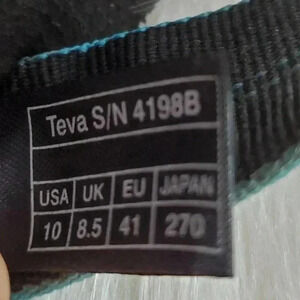 Teva S/N 4198B
USA UK EU JAPAN
10 8.5 41 270